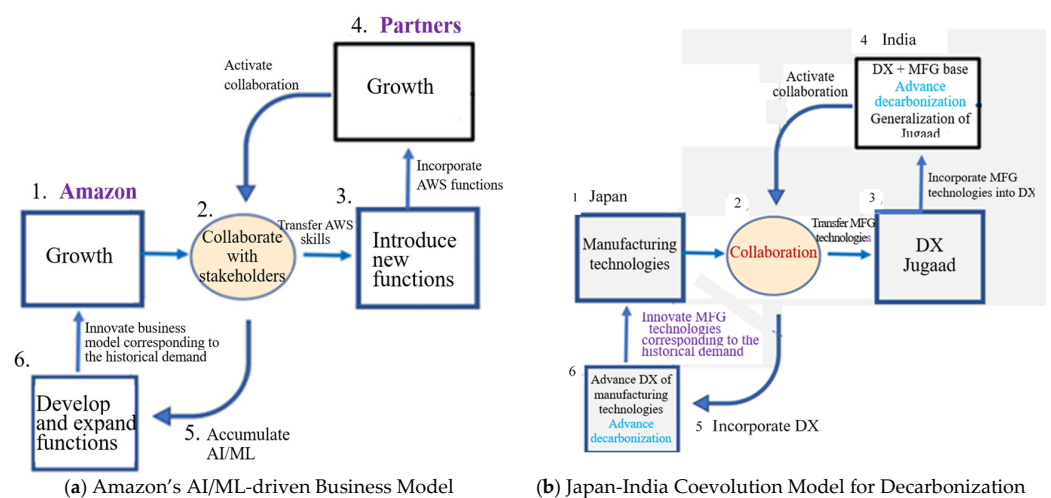 4. Partners
Activate
collaboration
Growth
Incorporate
AWS functions
1. Amazon
2.
3.
Growth
Collaborate
with
stakeholders
Transfer AWS
skills
Introduce
new
functions
Innovate business
model corresponding to
the historical demand
6.
Develop
and expand
functions
5. Accumulate
AI/ML
(a) Amazon's AI/ML-driven Business Model
4 India
Activate
collaboration
DX + MFG base
Advance
decarbonization
Generalization of
Jugaad
Incorporate MFG
technologies into DX
1 Japan
2
3
Manufacturing
technologies
Collaboration
Transfer MFG
technologies
DX
Jugaad
Innovate MFG
technologies
corresponding to the
historical demand
6
Advance DX of
manufacturing
technologies
Advance
decarbonization
5 Incorporate DX
(b) Japan-India Coevolution Model for Decarbonization